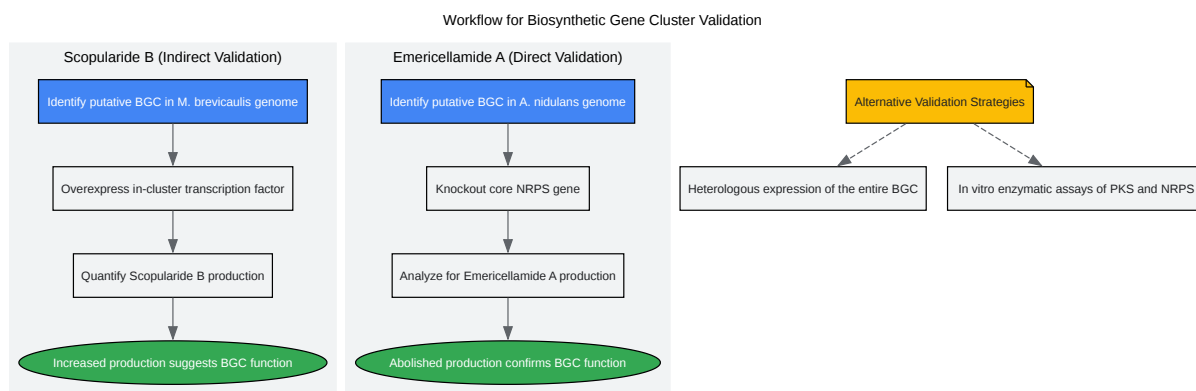 Workflow for Biosynthetic Gene Cluster Validation
Scopularide B (Indirect Validation)
Identify putative BGC in M. brevicaulis genome
Overexpress in-cluster transcription factor
Quantify Scopularide B production
Increased production suggests BGC function
Emericellamide A (Direct Validation)
Identify putative BGC in A. nidulans genome
Knockout core NRPS gene
Analyze for Emericellamide A production
Abolished production confirms BGC function
Alternative Validation Strategies
Heterologous expression of the entire BGC
In vitro enzymatic assays of PKS and NRPS